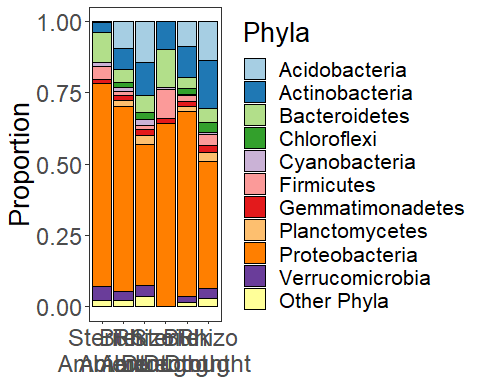 Phyla
1.00
0.75
0.50
0.25
0.00
Proportion
Acidobacteria
Actinobacteria
Bacteroidetes
Chloroflexi
Cyanobacteria
Firmicutes
Gemmatimonadetes
Planctomycetes
Proteobacteria
Verrucomicrobia
Other Phyla